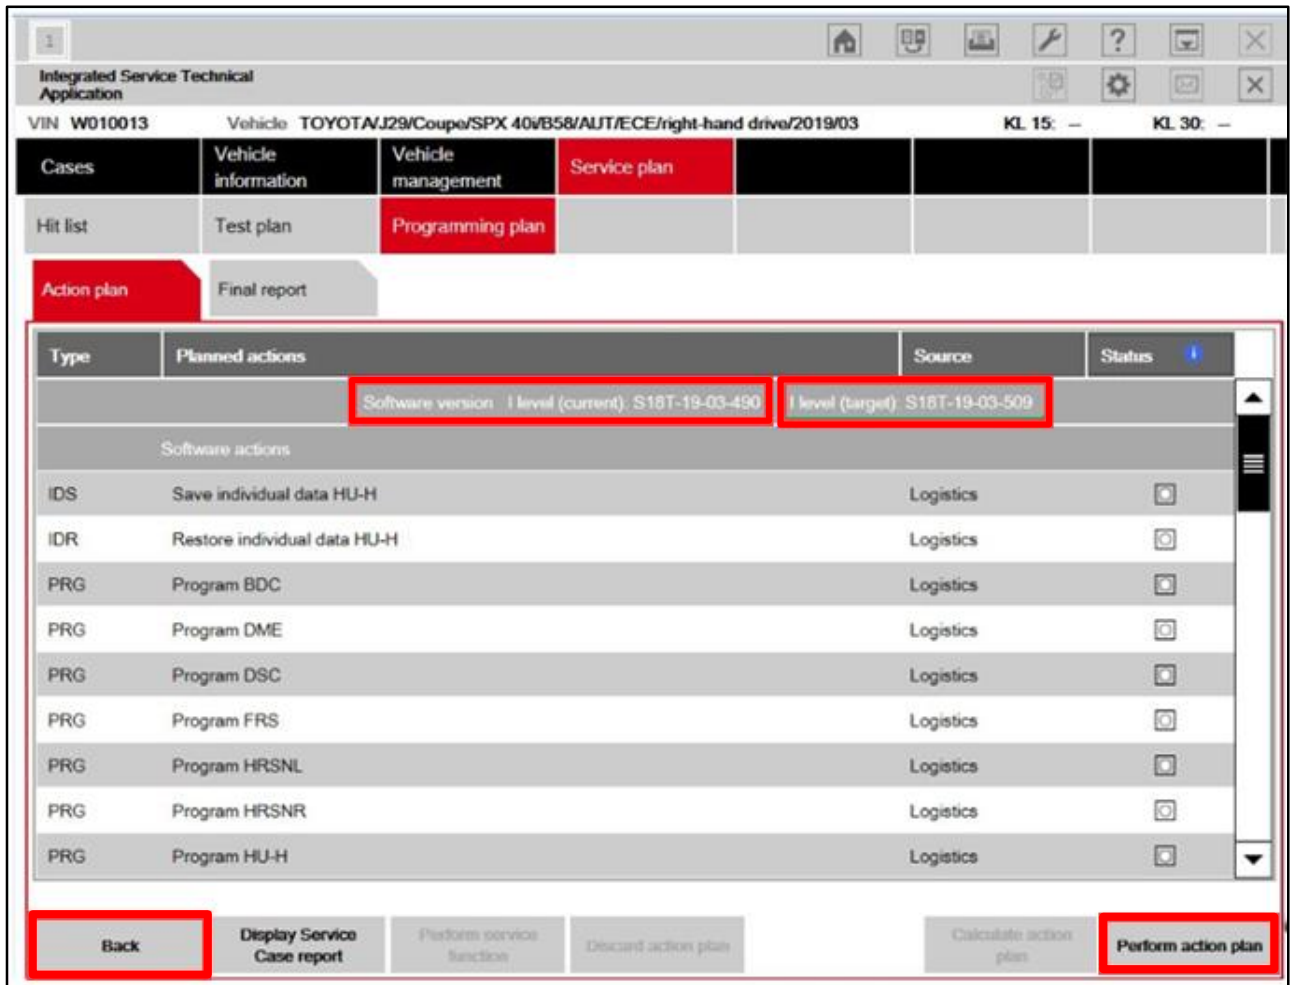 1
?
Integrated Service Technical
Application
VIN W010013 Vehicle TOYOTA/J29/Coupe/SPX 40i/B58/AUT/ECE/right-hand drive/2019/03 KL 15: – KL 30: –
Cases
Vehicle
information
Vehicle
management
Service plan
Hit list
Test plan
Programming plan
Action plan
Final report
Type Planned actions Source Status i
Software version I level (current): S18T-19-03-490 I level (target): S18T-19-03-509
Software actions
IDS Save individual data HU-H Logistics
IDR Restore individual data HU-H Logistics
PRG Program BDC Logistics
PRG Program DME Logistics
PRG Program DSC Logistics
PRG Program FRS Logistics
PRG Program HRSNL Logistics
PRG Program HRSNR Logistics
PRG Program HU-H Logistics
Back
Display Service
Case report
Perform service
function
Discard action plan
Calculate action
plan
Perform action plan